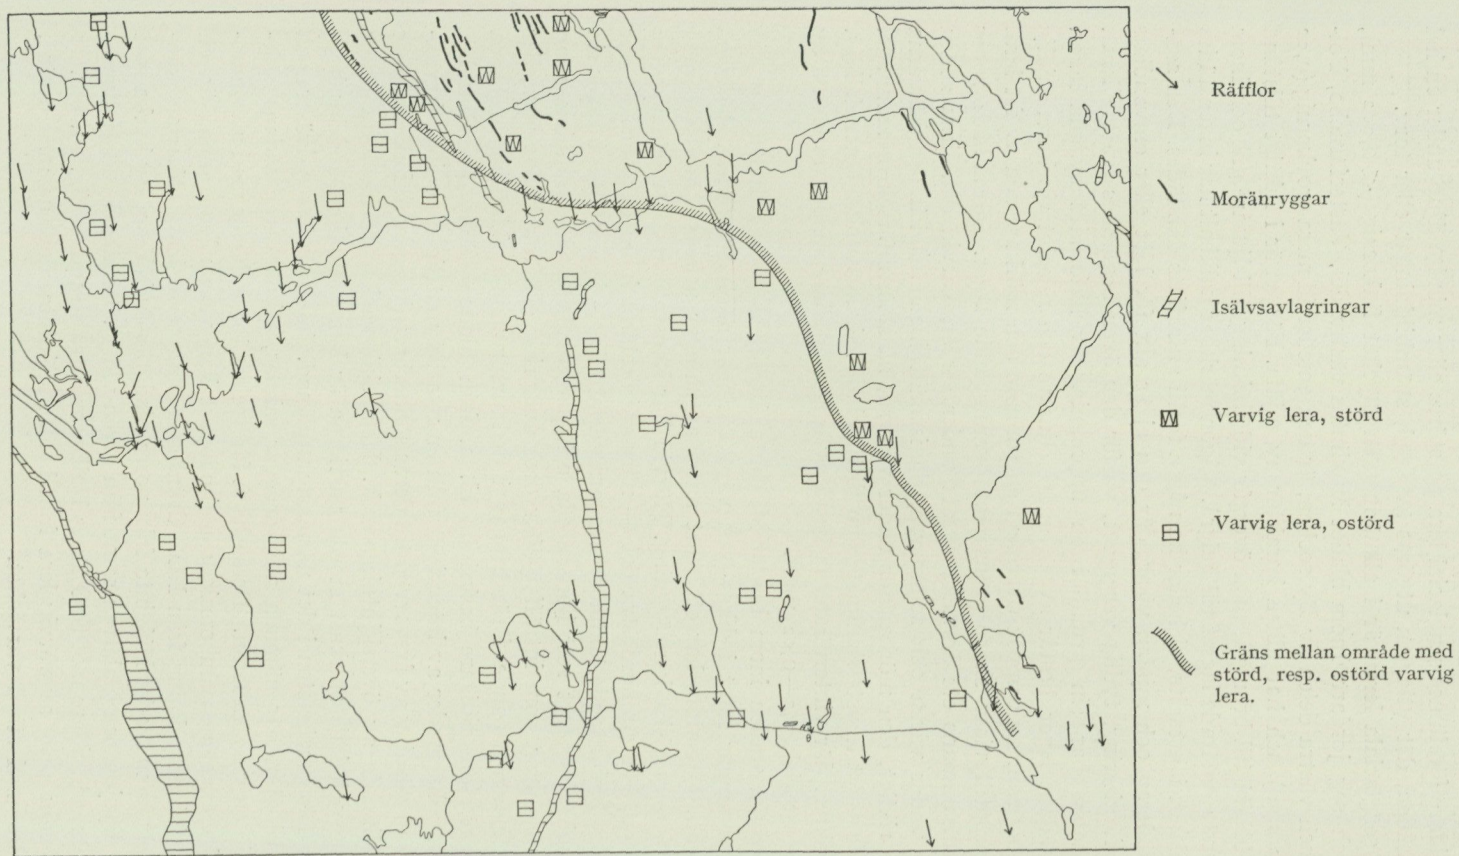 Räfflor
Moränryggar
Isälvsavlagringar
Varvig lera, störd
Varvig lera, ostörd
Gräns mellan område med
störd, resp. ostörd varvig
lera.